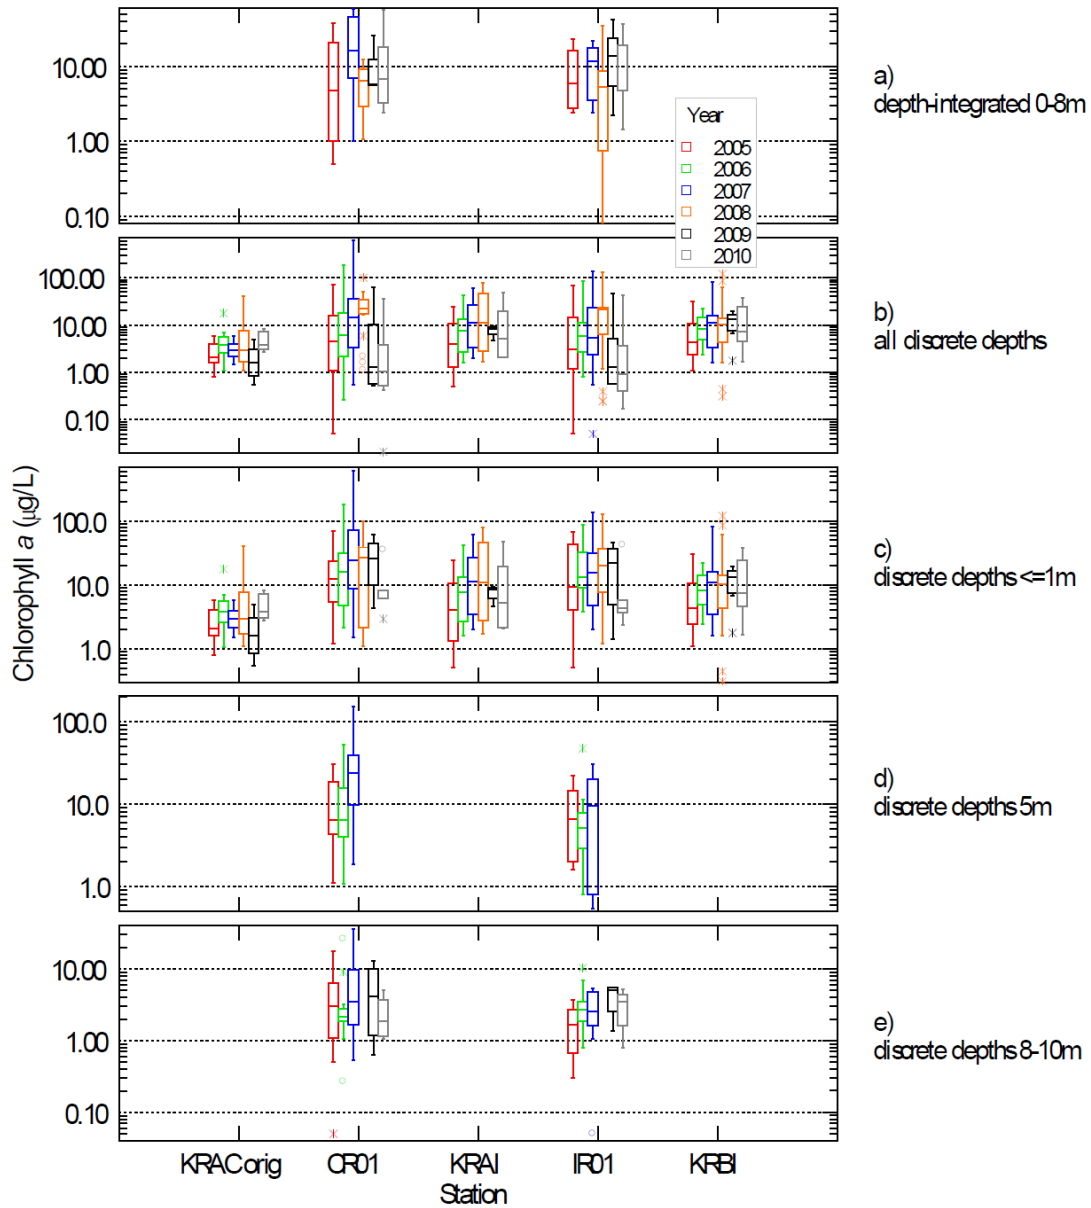 10.00
1.00
0.10
a)
depth-integrated 0-8m
Year
2005
2006
2007
2008
2009
2010
100.00
10.00
1.00
0.10
b)
all discrete depths
Chlorophyll a (µg/L)
100.0
10.0
1.0
c)
discrete depths <=1m
100.0
10.0
1.0
d)
discrete depths 5m
10.00
1.00
0.10
e)
discrete depths 8-10m
KRACorig CR01 KRAI IR01 KRBI
Station